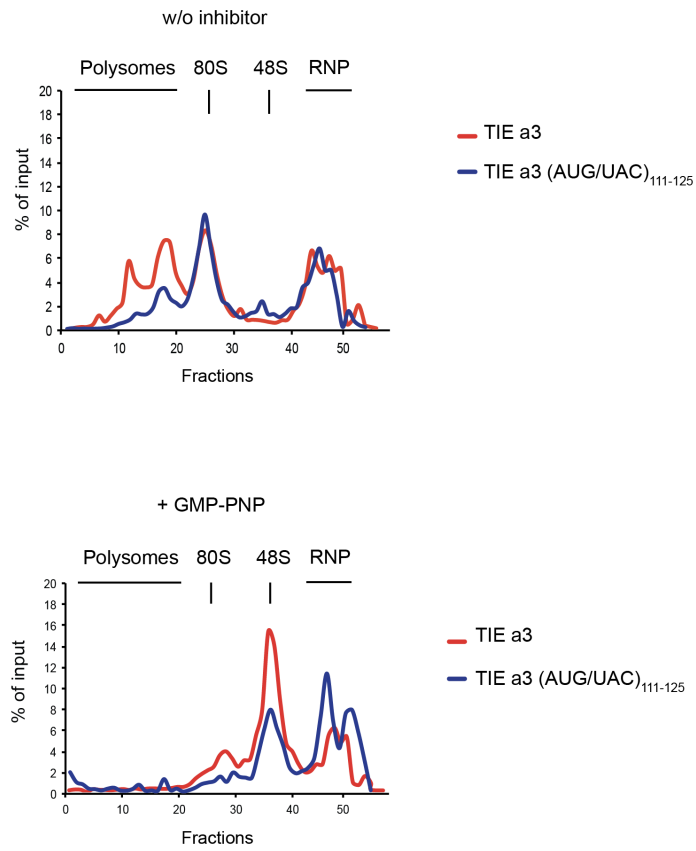 w/o inhibitor
Polysomes 80S 48S RNP
20
18
16
14
12
10
8
6
4
2
0
% of input
0 10 20 30 40 50
Fractions
TIE a3
TIE a3 (AUG/UAC)111-125
+ GMP-PNP
Polysomes 80S 48S RNP
20
18
16
14
12
10
8
6
4
2
0
% of input
0 10 20 30 40 50
Fractions
TIE a3
TIE a3 (AUG/UAC)111-125